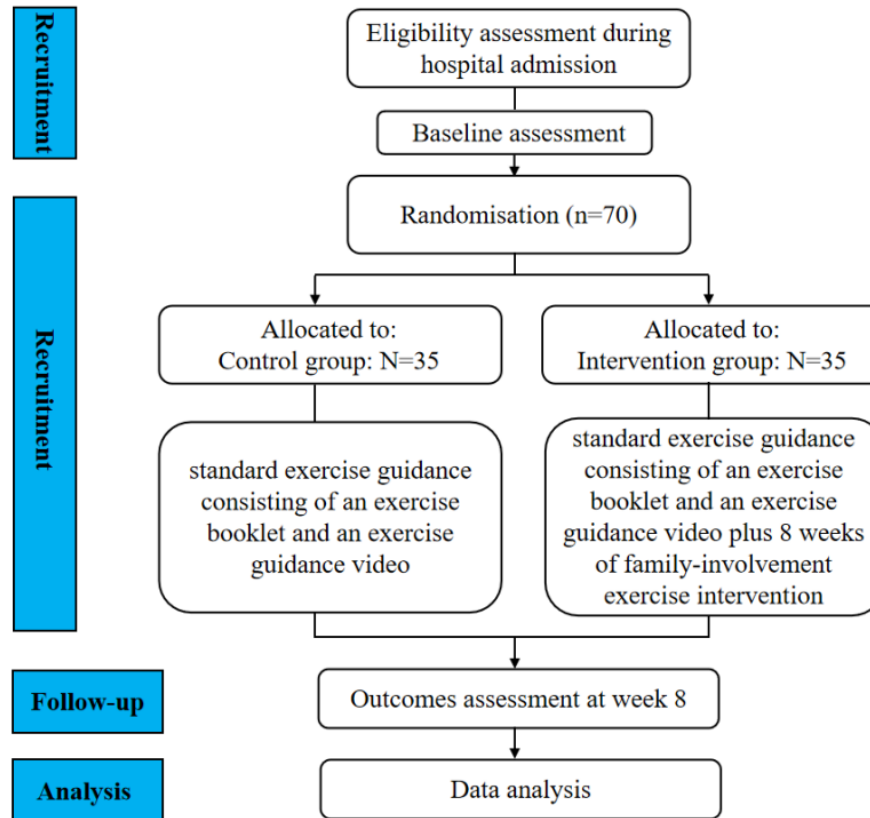 Recruitment
Eligibility assessment during
hospital admission
Baseline assessment
Recruitment
Randomisation (n=70)
Allocated to:
Control group: N=35
Allocated to:
Intervention group: N=35
standard exercise guidance
consisting of an exercise
booklet and an exercise
guidance video
standard exercise guidance
consisting of an exercise
booklet and an exercise
guidance video plus 8 weeks
of family-involvement
exercise intervention
Follow-up
Outcomes assessment at week 8
Analysis
Data analysis